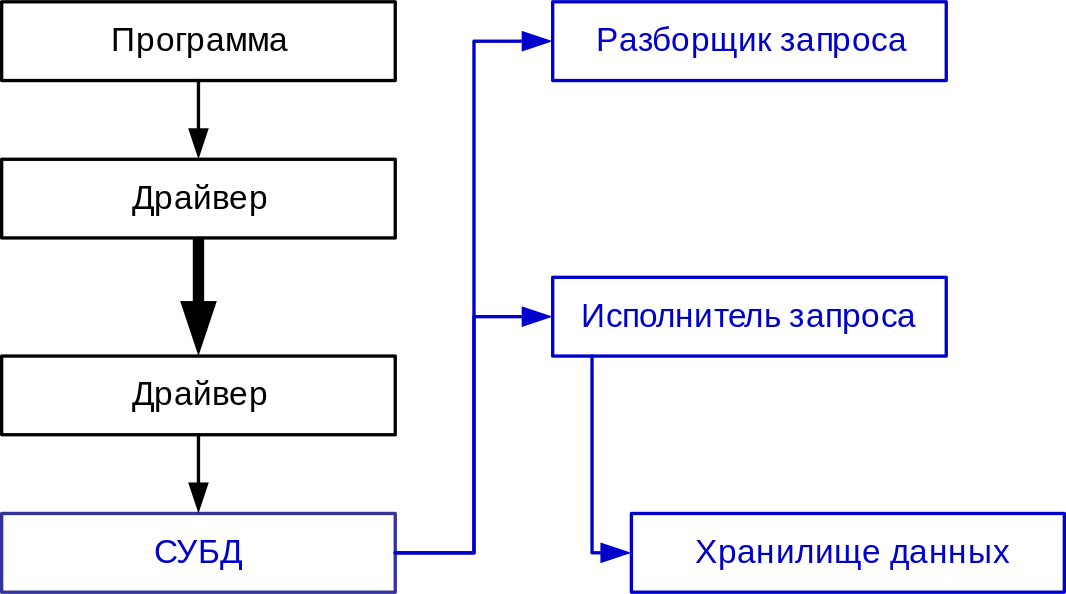 Программа
Разборщик запроса
Драйвер
Исполнитель запроса
Драйвер
СУБД
Хранилище данных